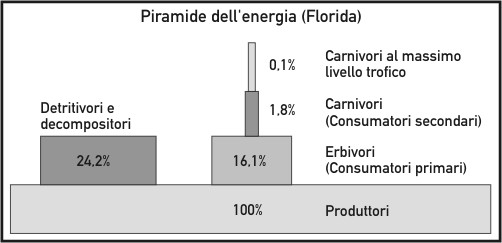 Piramide dell'energia (Florida)
0,1%
Carnivori al massimo
livello trofico
1,8%
Carnivori
(Consumatori secondari)
Detritivori e
decompositori
24,2%
16,1%
Erbivori
(Consumatori primari)
100%
Produttori